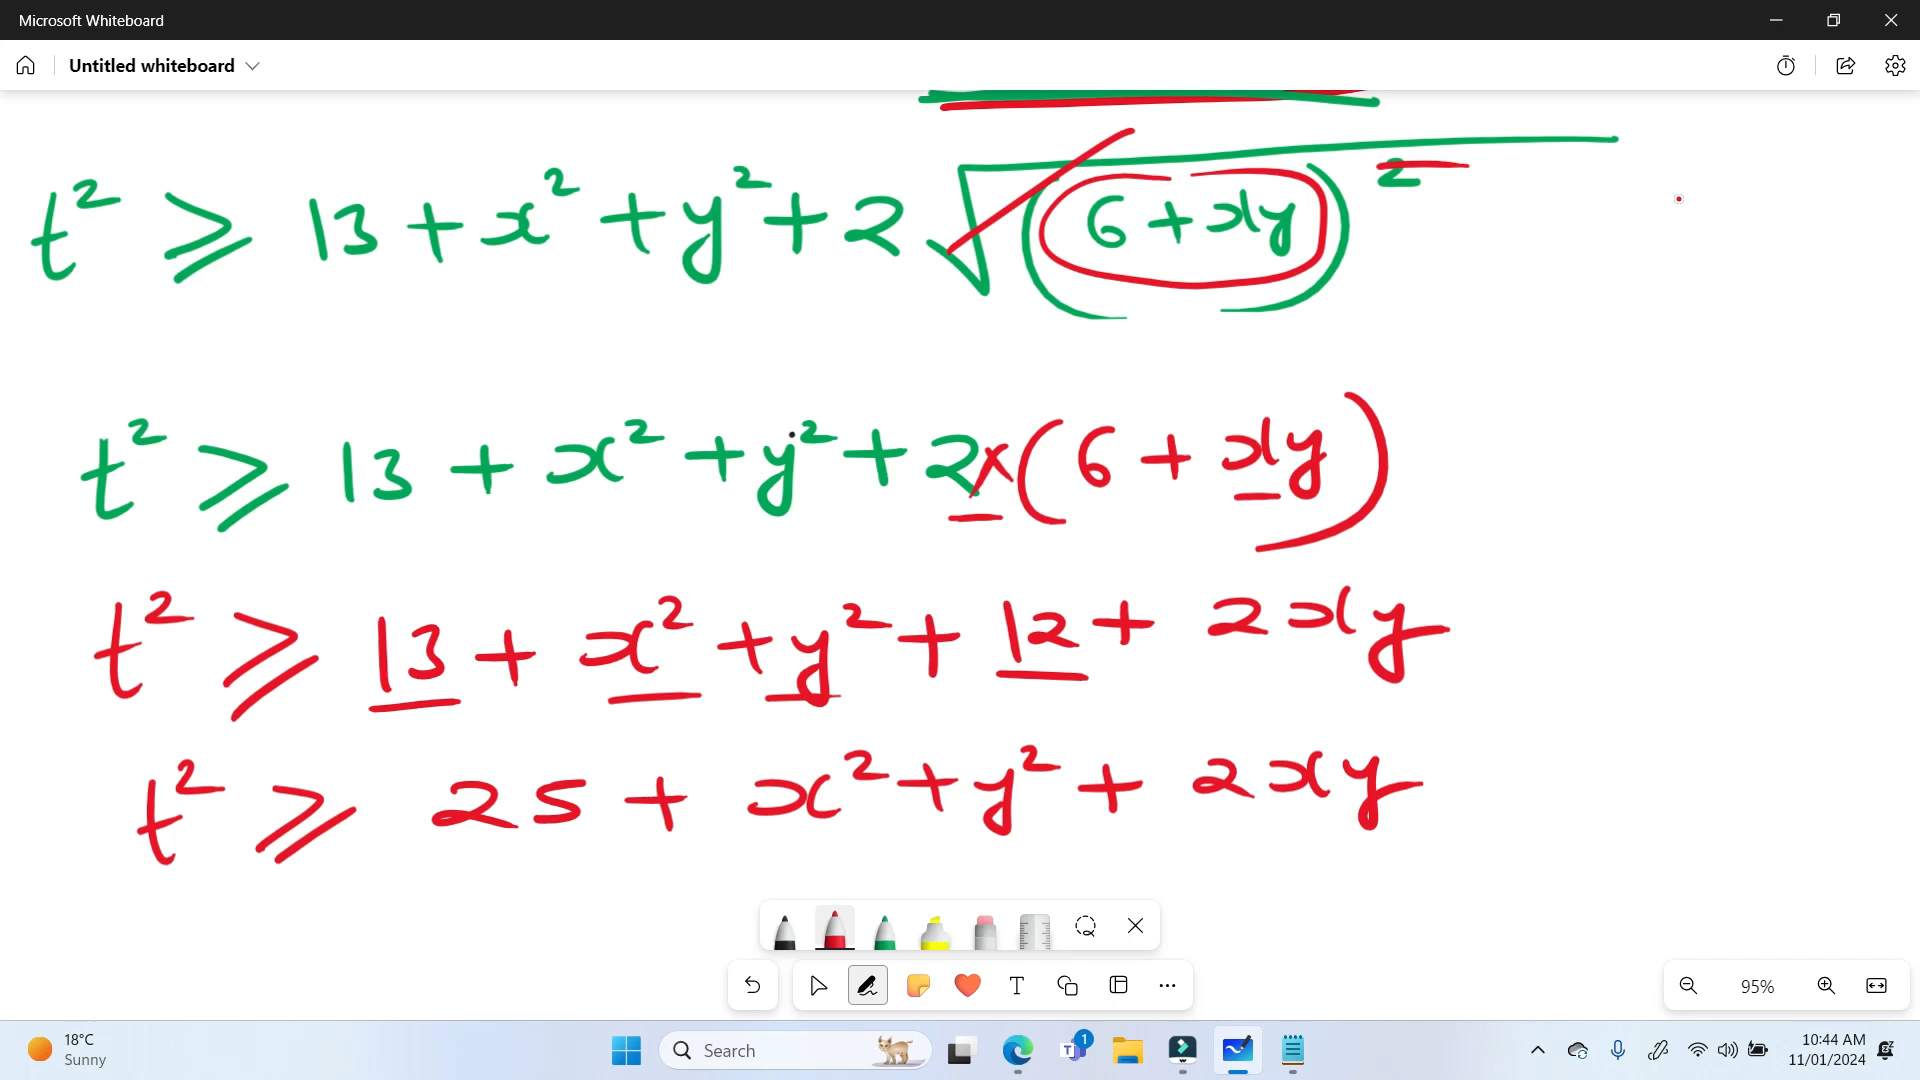 Microsoft Whiteboard
Untitled whiteboard
t² ≥ 13 + x² + y² + 2 √(6 + xy)²
t² ≥ 13 + x² + y² + 2 × (6 + xy)
t² ≥ 13 + x² + y² + 12 + 2xy
t² ≥ 25 + x² + y² + 2xy
95%
18°C
Sunny
Search
1
10:44 AM
11/01/2024